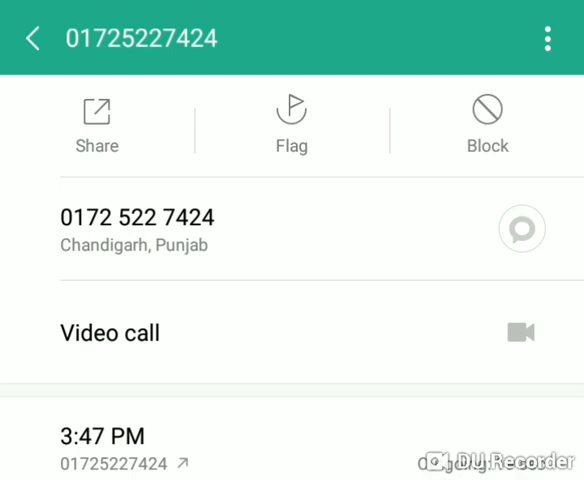 01725227424
Share
Flag
Block
0172 522 7424
Chandigarh, Punjab
Video call
3:47 PM
01725227424
DU Recorder